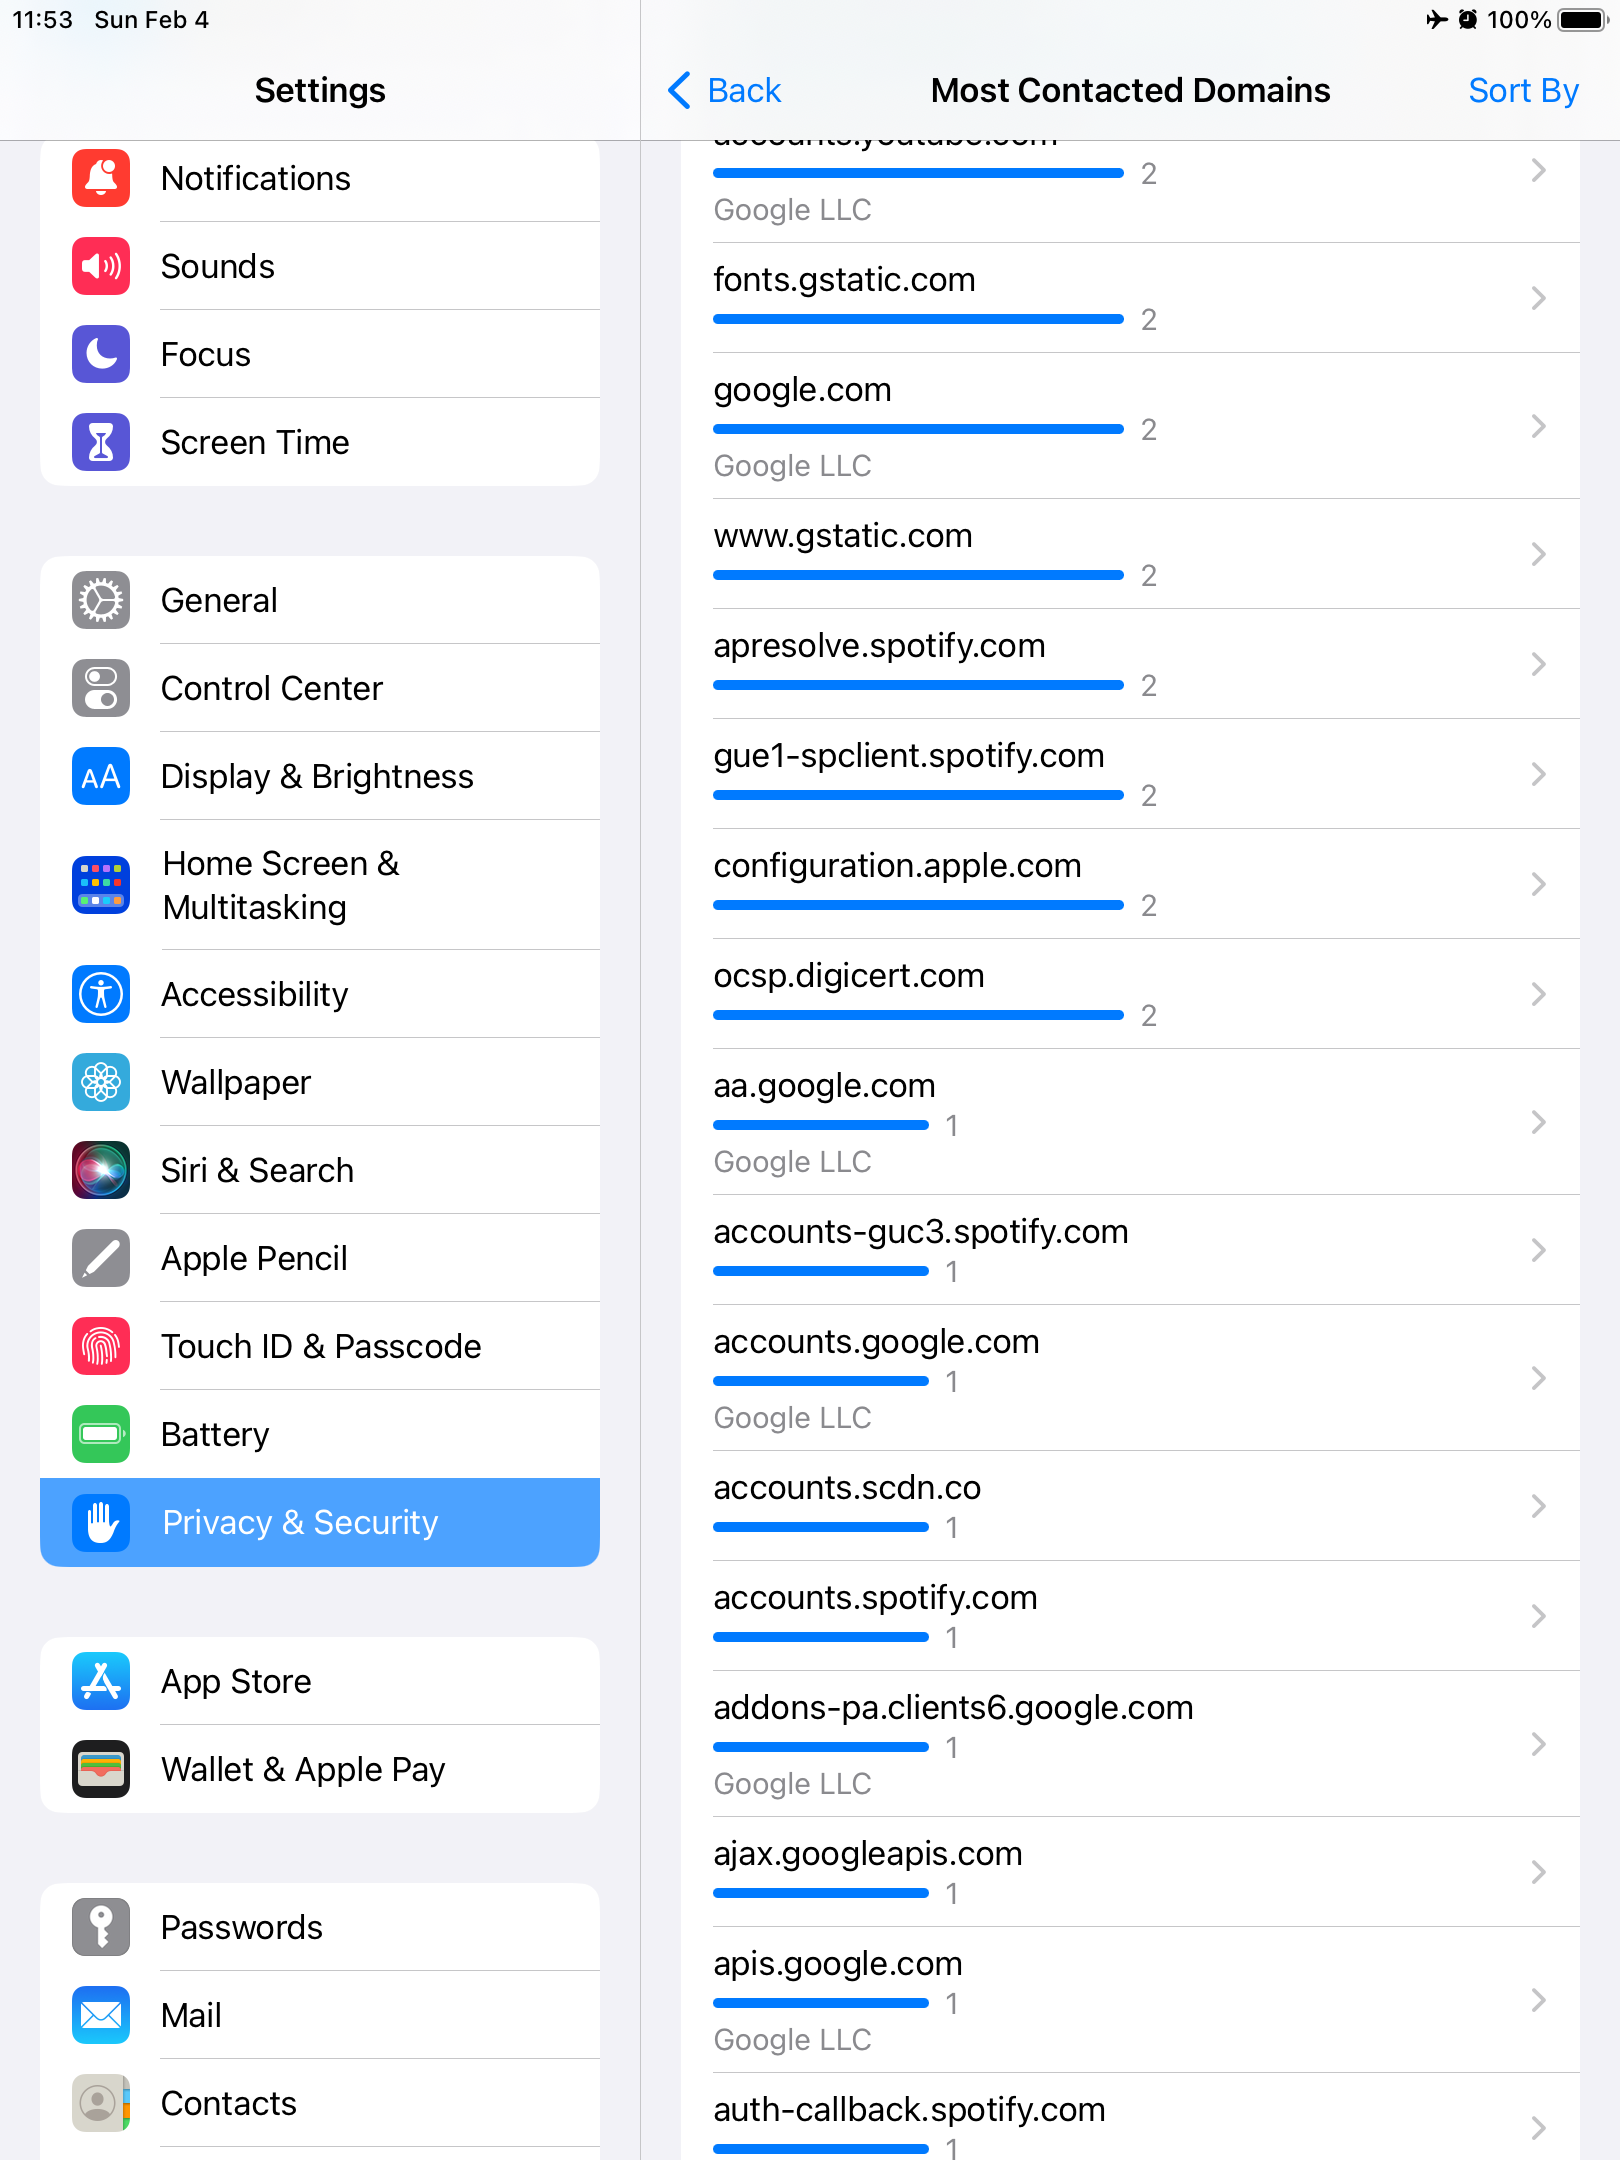 11:53 Sun Feb 4
100%
Settings
Notifications
Sounds
Focus
Screen Time
General
Control Center
Display & Brightness
Home Screen &
Multitasking
Accessibility
Wallpaper
Siri & Search
Apple Pencil
Touch ID & Passcode
Battery
Privacy & Security
App Store
Wallet & Apple Pay
Passwords
Mail
Contacts
Back
Most Contacted Domains
Sort By
accounts.youtube.com
2
Google LLC
fonts.gstatic.com
2
google.com
2
Google LLC
www.gstatic.com
2
apresolve.spotify.com
2
gue1-spclient.spotify.com
2
configuration.apple.com
2
ocsp.digicert.com
2
aa.google.com
1
Google LLC
accounts-guc3.spotify.com
1
accounts.google.com
1
Google LLC
accounts.scdn.co
1
accounts.spotify.com
1
addons-pa.clients6.google.com
1
Google LLC
ajax.googleapis.com
1
apis.google.com
1
Google LLC
auth-callback.spotify.com
1